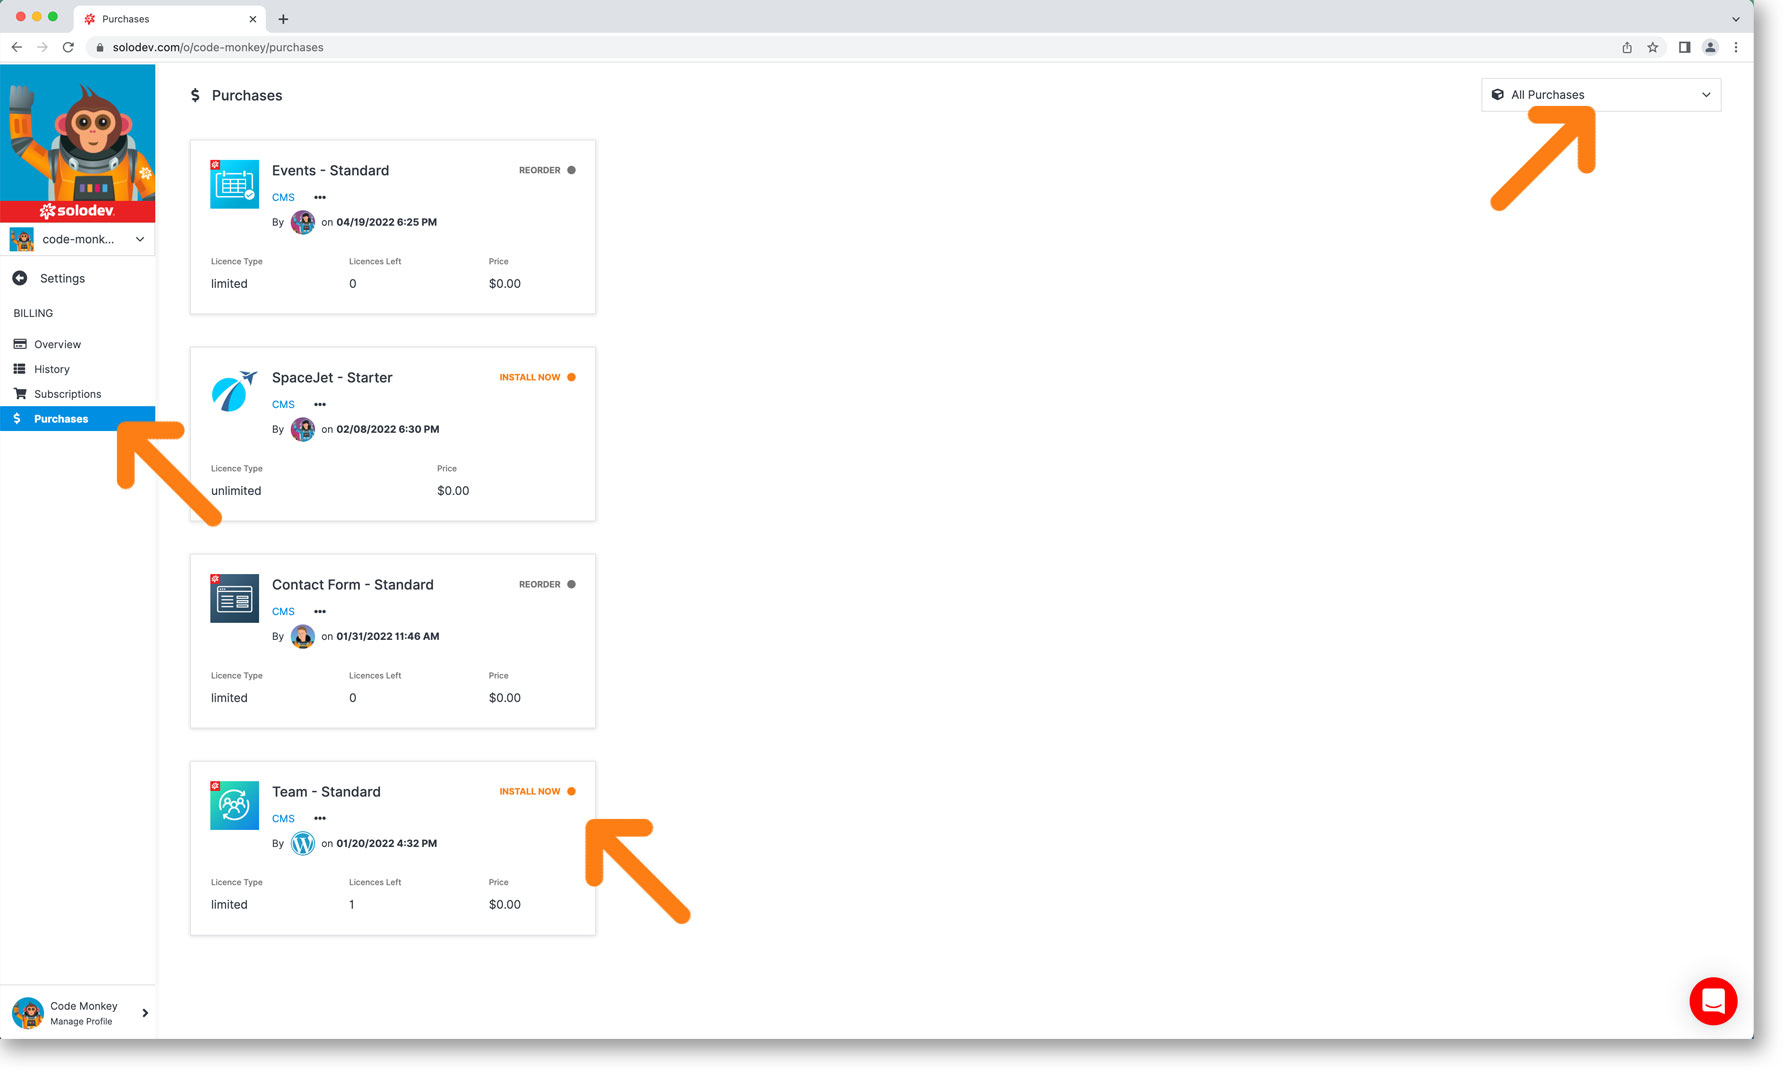 Purchases
solodev.com/o/code-monkey/purchases
solodev
code-monk...
Settings
BILLING
Overview
History
Subscriptions
Purchases
Code Monkey
Manage Profile
$ Purchases
All Purchases
Events - Standard
REORDER
CMS
By on 04/19/2022 6:25 PM
Licence Type Licences Left Price
limited 0 $0.00
SpaceJet - Starter
INSTALL NOW
CMS
By on 02/08/2022 6:30 PM
Licence Type Price
unlimited $0.00
Contact Form - Standard
REORDER
CMS
By on 01/31/2022 11:46 AM
Licence Type Licences Left Price
limited 0 $0.00
Team - Standard
INSTALL NOW
CMS
By on 01/20/2022 4:32 PM
Licence Type Licences Left Price
limited 1 $0.00